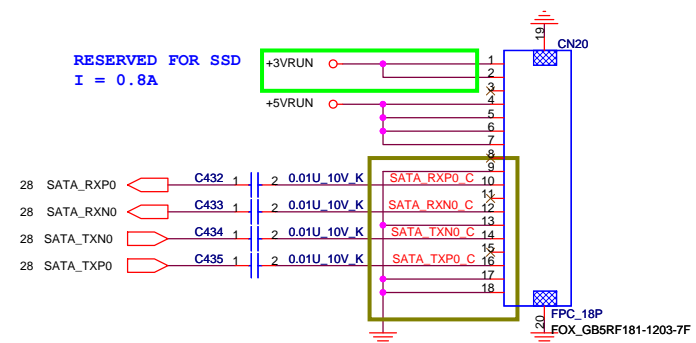 19
CN20
RESERVED FOR SSD
I = 0.8A
+3VRUN
1
2
3
+5VRUN
4
5
6
7
8
9
28 SATA_RXP0 C432 1 2 0.01U_10V_K SATA_RXP0_C 10
11
28 SATA_RXN0 C433 1 2 0.01U_10V_K SATA_RXN0_C 12
13
28 SATA_TXN0 C434 1 2 0.01U_10V_K SATA_TXN0_C 14
15
28 SATA_TXP0 C435 1 2 0.01U_10V_K SATA_TXP0_C 16
17
18
20
FPC_18P
FOX_GB5RF181-1203-7F